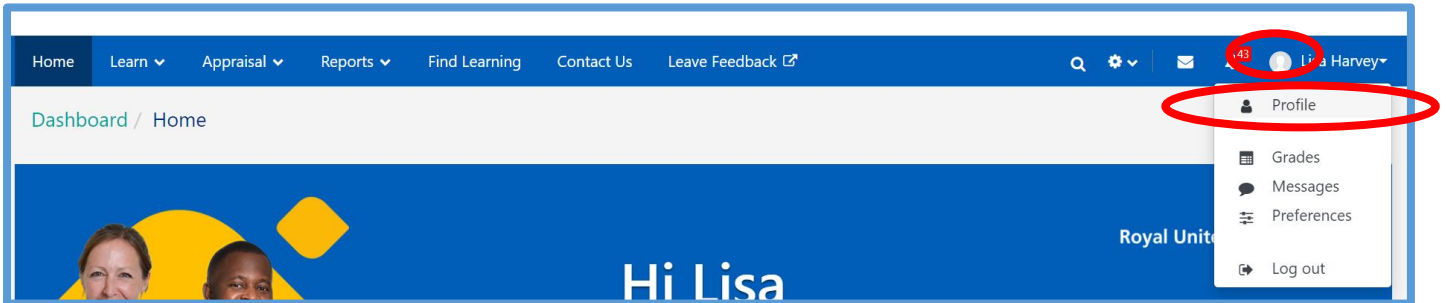 Home Learn Appraisal Reports Find Learning Contact Us Leave Feedback 43 Lisa Harvey
Profile
Dashboard / Home
Grades
Messages
Preferences
Royal Unite
Hi Lisa
Log out